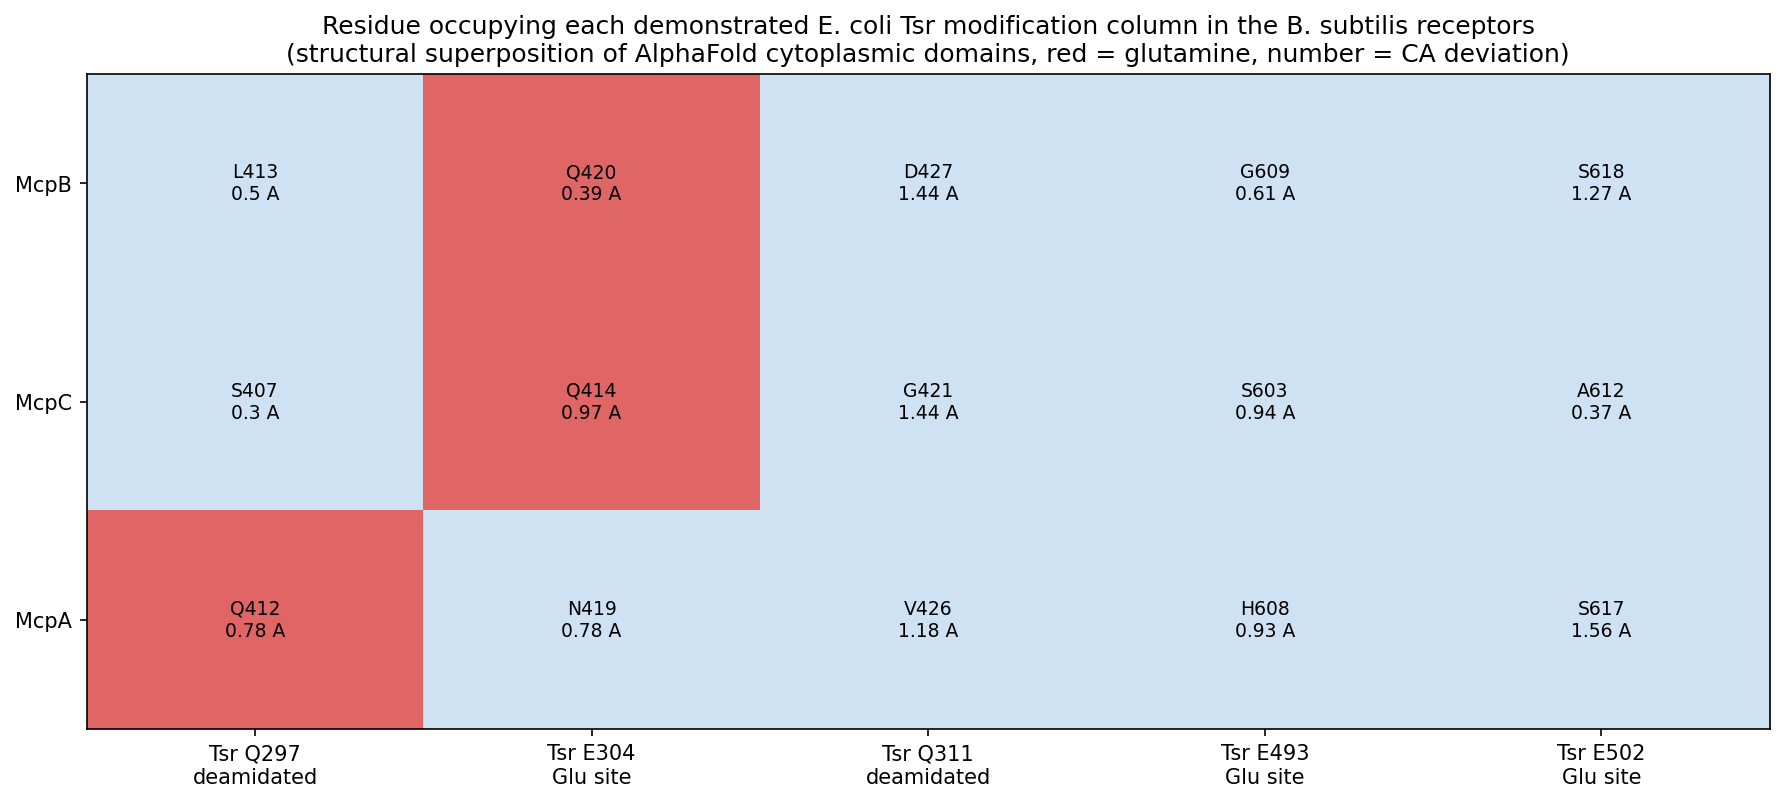 Residue occupying each demonstrated E. coli Tsr modification column in the B. subtilis receptors
(structural superposition of AlphaFold cytoplasmic domains, red = glutamine, number = CA deviation)
McpB
L413
0.5 A
Q420
0.39 A
D427
1.44 A
G609
0.61 A
S618
1.27 A
McpC
S407
0.3 A
Q414
0.97 A
G421
1.44 A
S603
0.94 A
A612
0.37 A
McpA
Q412
0.78 A
N419
0.78 A
V426
1.18 A
H608
0.93 A
S617
1.56 A
Tsr Q297
deamidated
Tsr E304
Glu site
Tsr Q311
deamidated
Tsr E493
Glu site
Tsr E502
Glu site